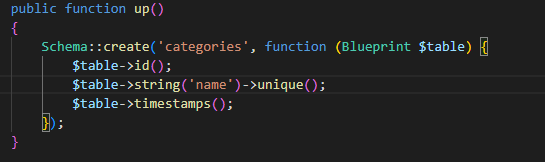 public function up()
{
    Schema::create('categories', function (Blueprint $table) {
        $table->id();
        $table->string('name')->unique();
        $table->timestamps();
    });
}